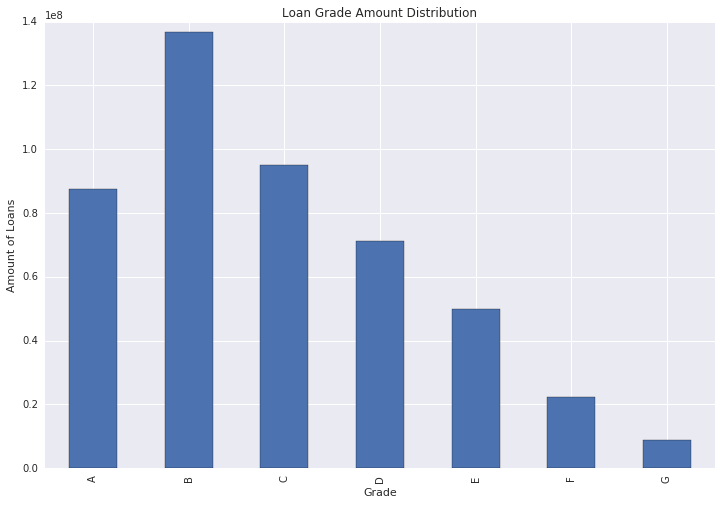 Loan Grade Amount Distribution
1e8
1.4
1.2
1.0
0.8
0.6
0.4
0.2
0.0
Amount of Loans
A
B
C
D
E
F
G
Grade